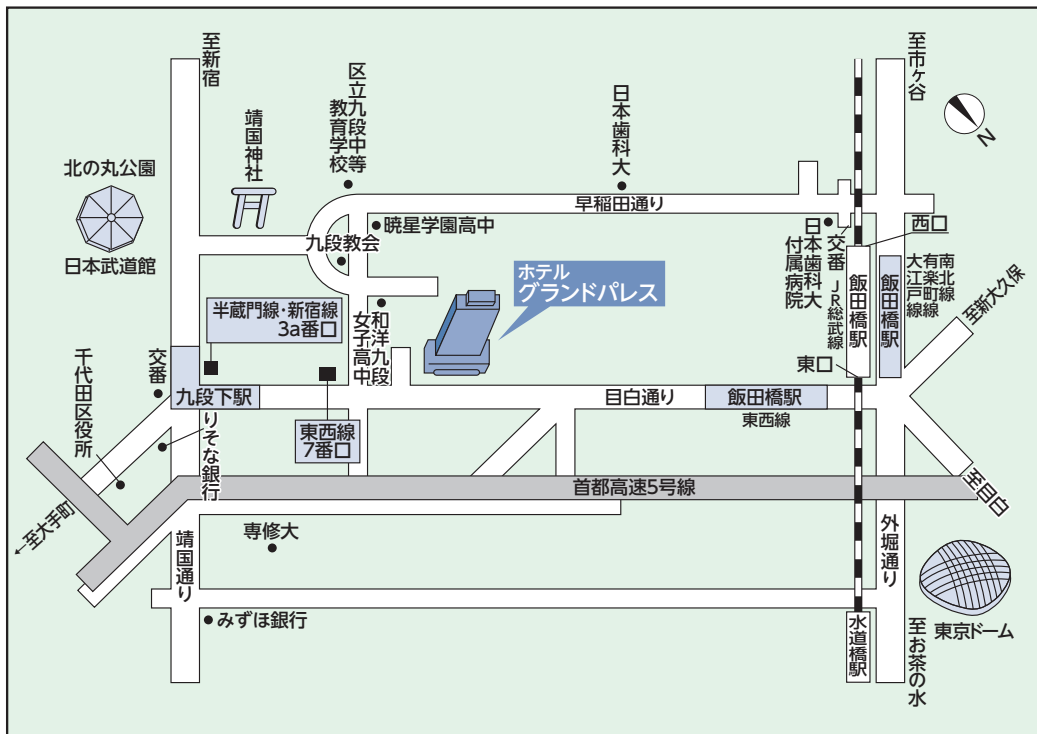 至新宿
靖国神社
区立九段中等
教育学校
日本歯科大
至市ヶ谷
N
北の丸公園
日本武道館
早稲田通り
暁星学園高中
九段教会
西口
日本歯科大
付属病院
交番
JR総武線
飯田橋駅
飯田橋駅
南北線
有楽町線
大江戸線
至新大久保
ホテル
グランドパレス
半蔵門線・新宿線
3a番口
和洋九段
女子高中
東口
交番
千代田区役所
九段下駅
目白通り
飯田橋駅
東西線
東西線
7番口
りそな銀行
首都高速5号線
至目白
至大手町
靖国通り
専修大
外堀通り
みずほ銀行
水道橋駅
東京ドーム
至お茶の水